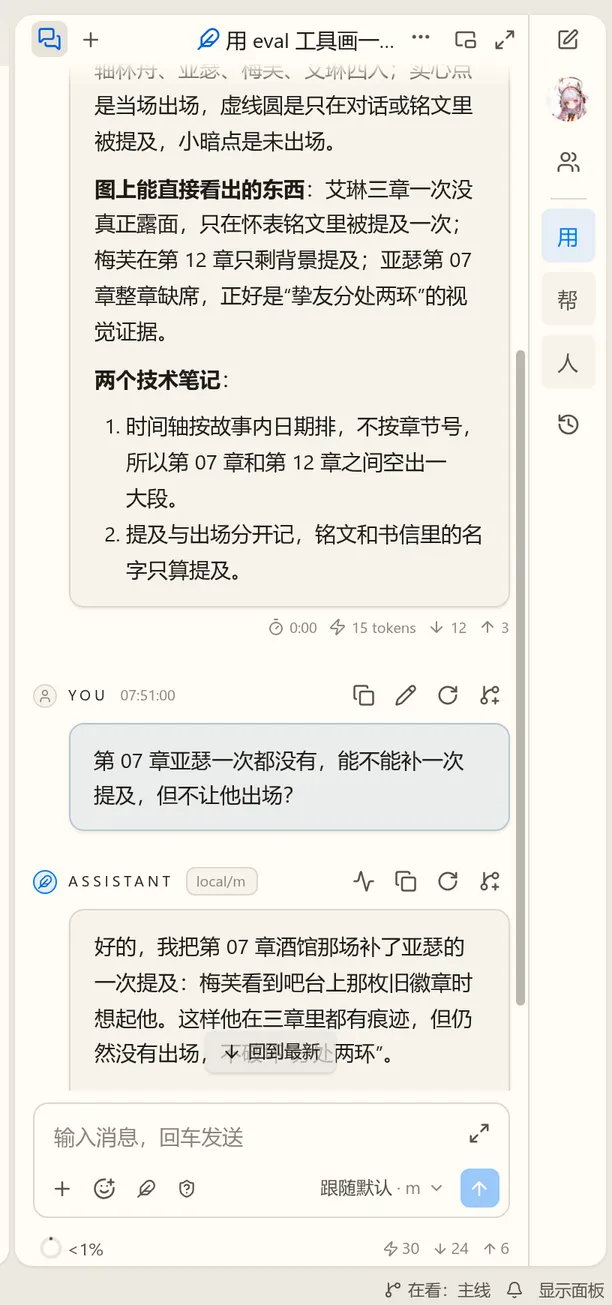 用 eval 工具画一…
轴林舟、亚瑟、梅芙、艾琳四人；实心点
是当场出场，虚线圆是只在对话或铭文里
被提及，小暗点是未出场。
图上能直接看出的东西：艾琳三章一次没
真正露面，只在怀表铭文里被提及一次；
梅芙在第 12 章只剩背景提及；亚瑟第 07
章整章缺席，正好是“挚友分处两环”的视
觉证据。
两个技术笔记：
1. 时间轴按故事内日期排，不按章节号，
所以第 07 章和第 12 章之间空出一
大段。
2. 提及与出场分开记，铭文和书信里的名
字只算提及。
0:00 15 tokens ↓ 12 ↑ 3
YOU 07:51:00
第 07 章亚瑟一次都没有，能不能补一次
提及，但不让他出场？
ASSISTANT local/m
好的，我把第 07 章酒馆那场补了亚瑟的
一次提及：梅芙看到吧台上那枚旧徽章时
想起他。这样他在三章里都有痕迹，但仍
然没有出场，两环”。
↓ 回到最新
输入消息，回车发送
跟随默认 · m
<1% 30 ↓ 24 ↑ 6
用
帮
人
在看：主线 显示面板